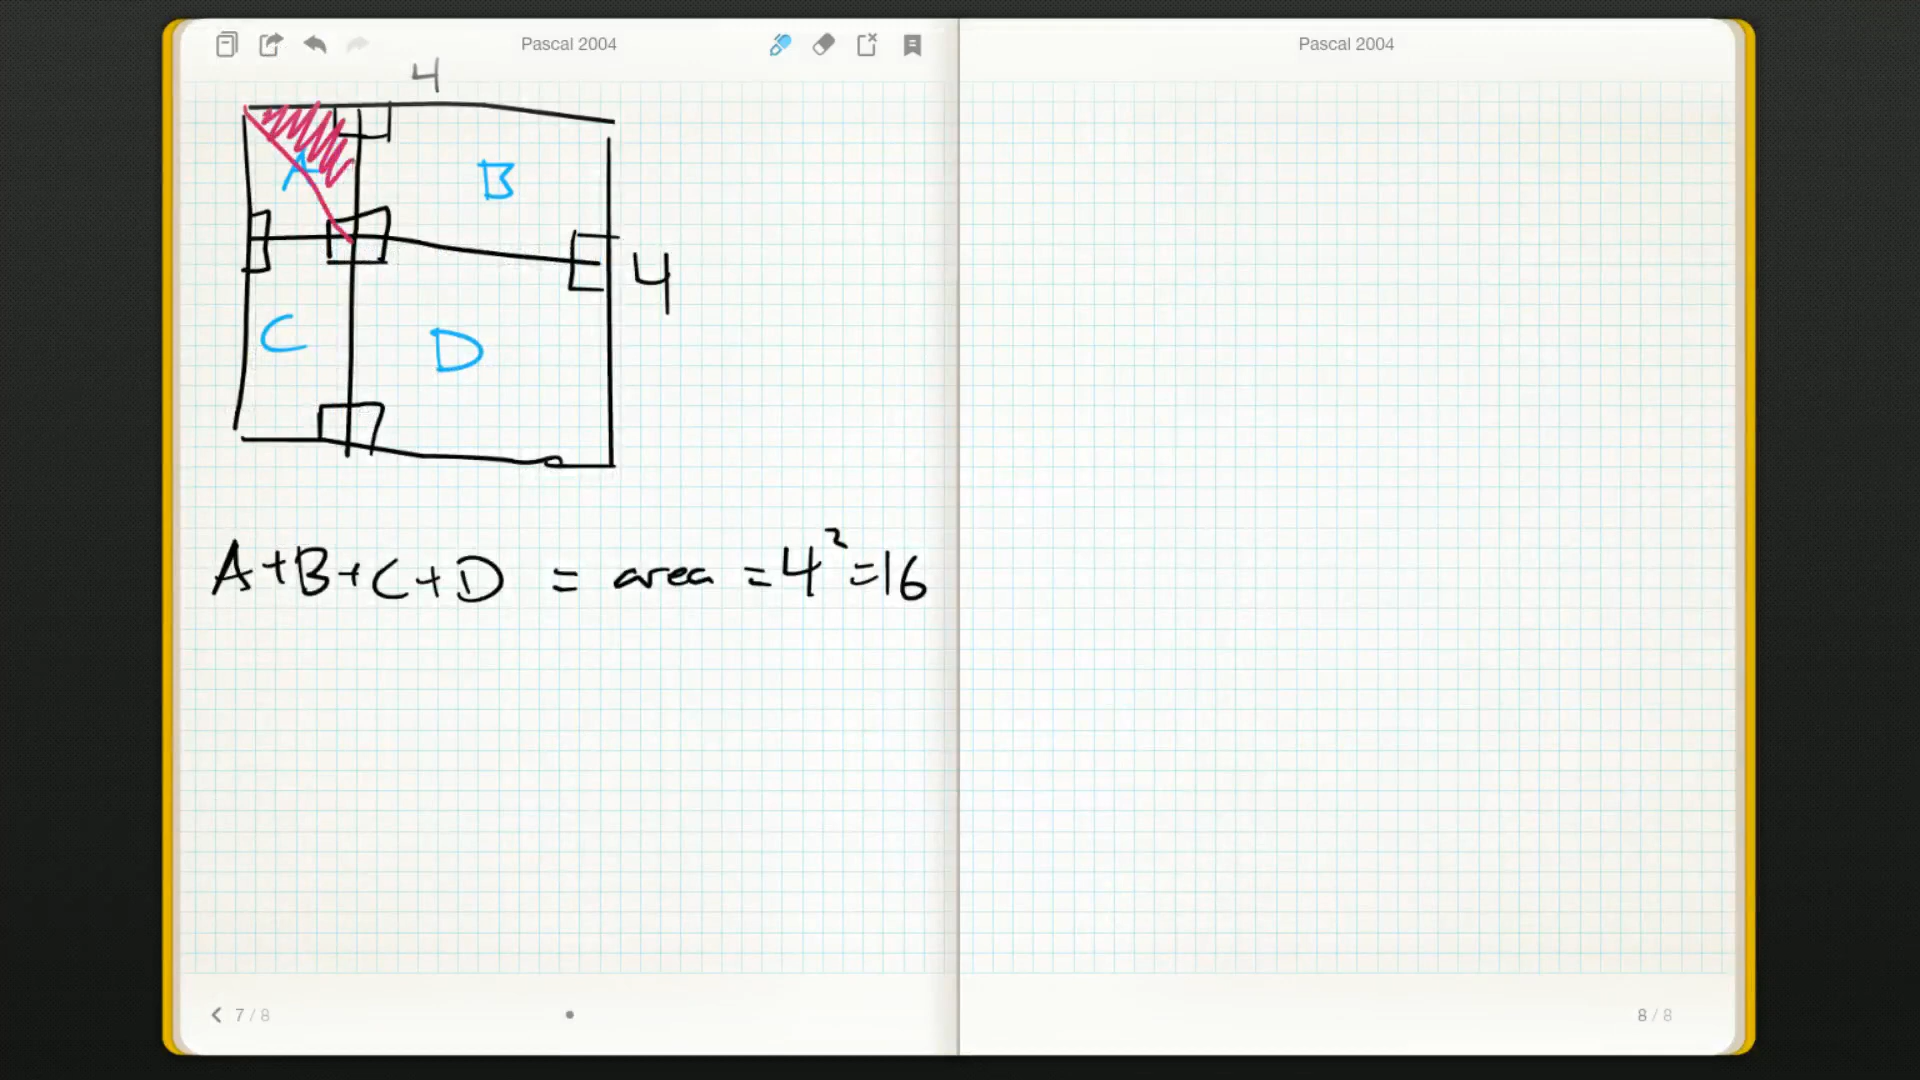 Pascal 2004
Pascal 2004
4
A
B
4
C
D
A+B+C+D = area = 4² = 16
7 / 8
8 / 8